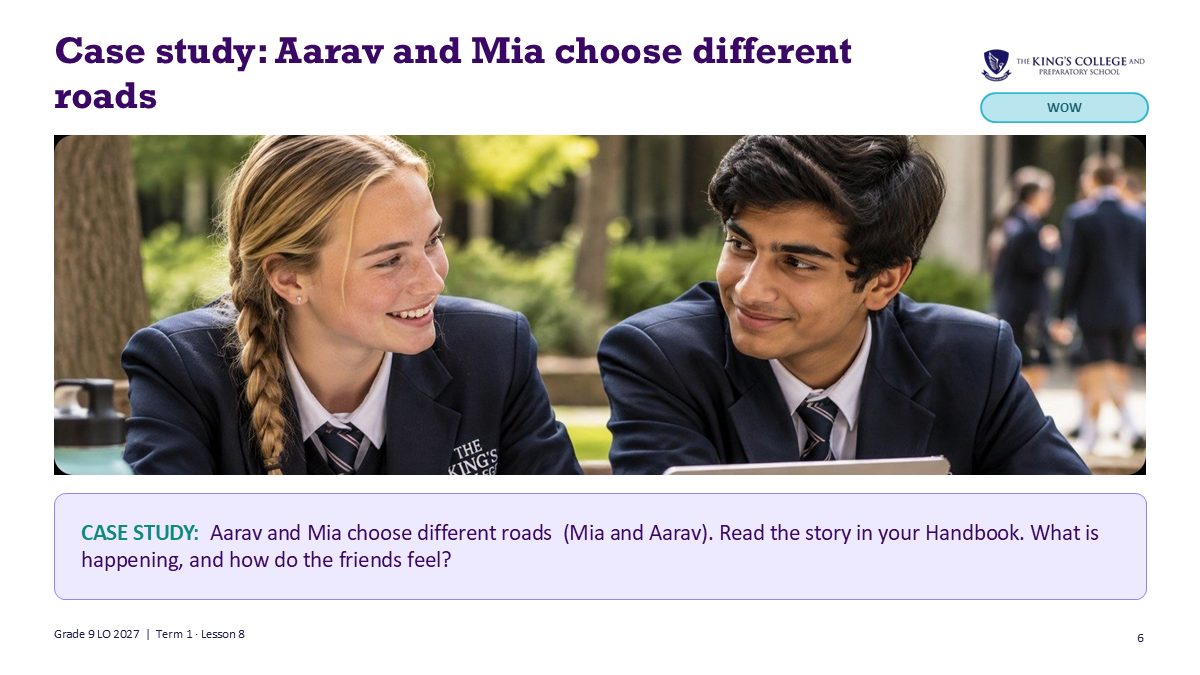 Case study: Aarav and Mia choose different
roads
THE KING'S COLLEGE AND
PREPARATORY SCHOOL
WOW
THE
KING'S
CASE STUDY: Aarav and Mia choose different roads (Mia and Aarav). Read the story in your Handbook. What is
happening, and how do the friends feel?
Grade 9 LO 2027 | Term 1 · Lesson 8
6